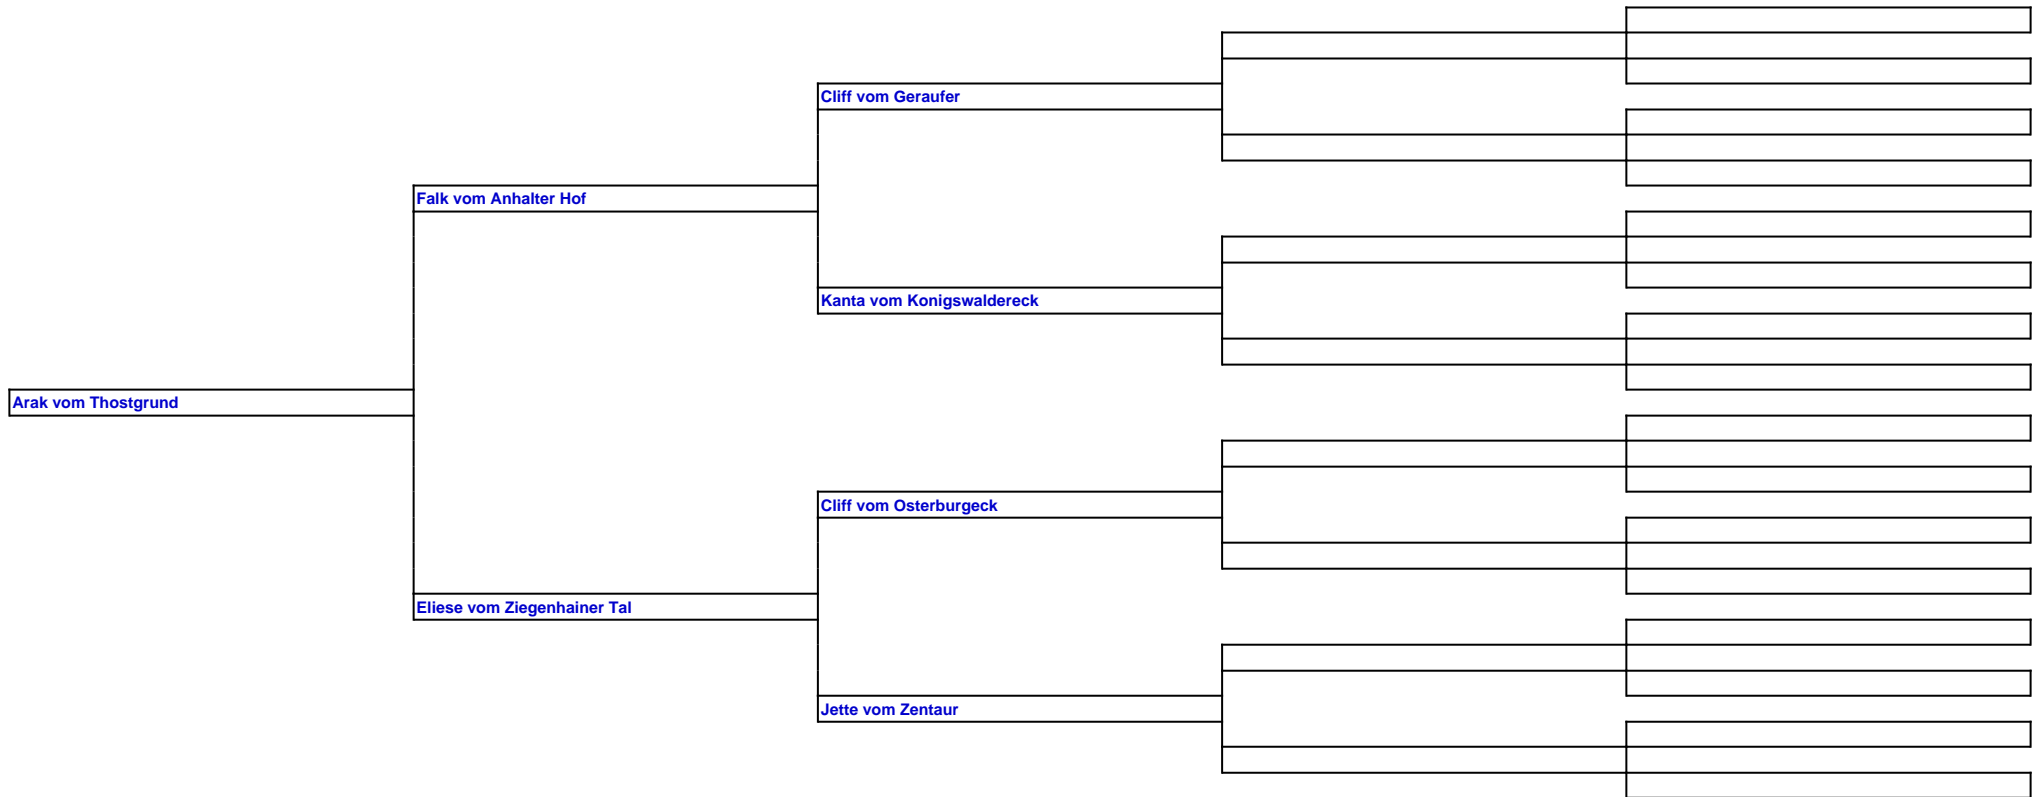 Cliff vom Geraufer
Falk vom Anhalter Hof
Kanta vom Konigswaldereck
Arak vom Thostgrund
Cliff vom Osterburgeck
Eliese vom Ziegenhainer Tal
Jette vom Zentaur